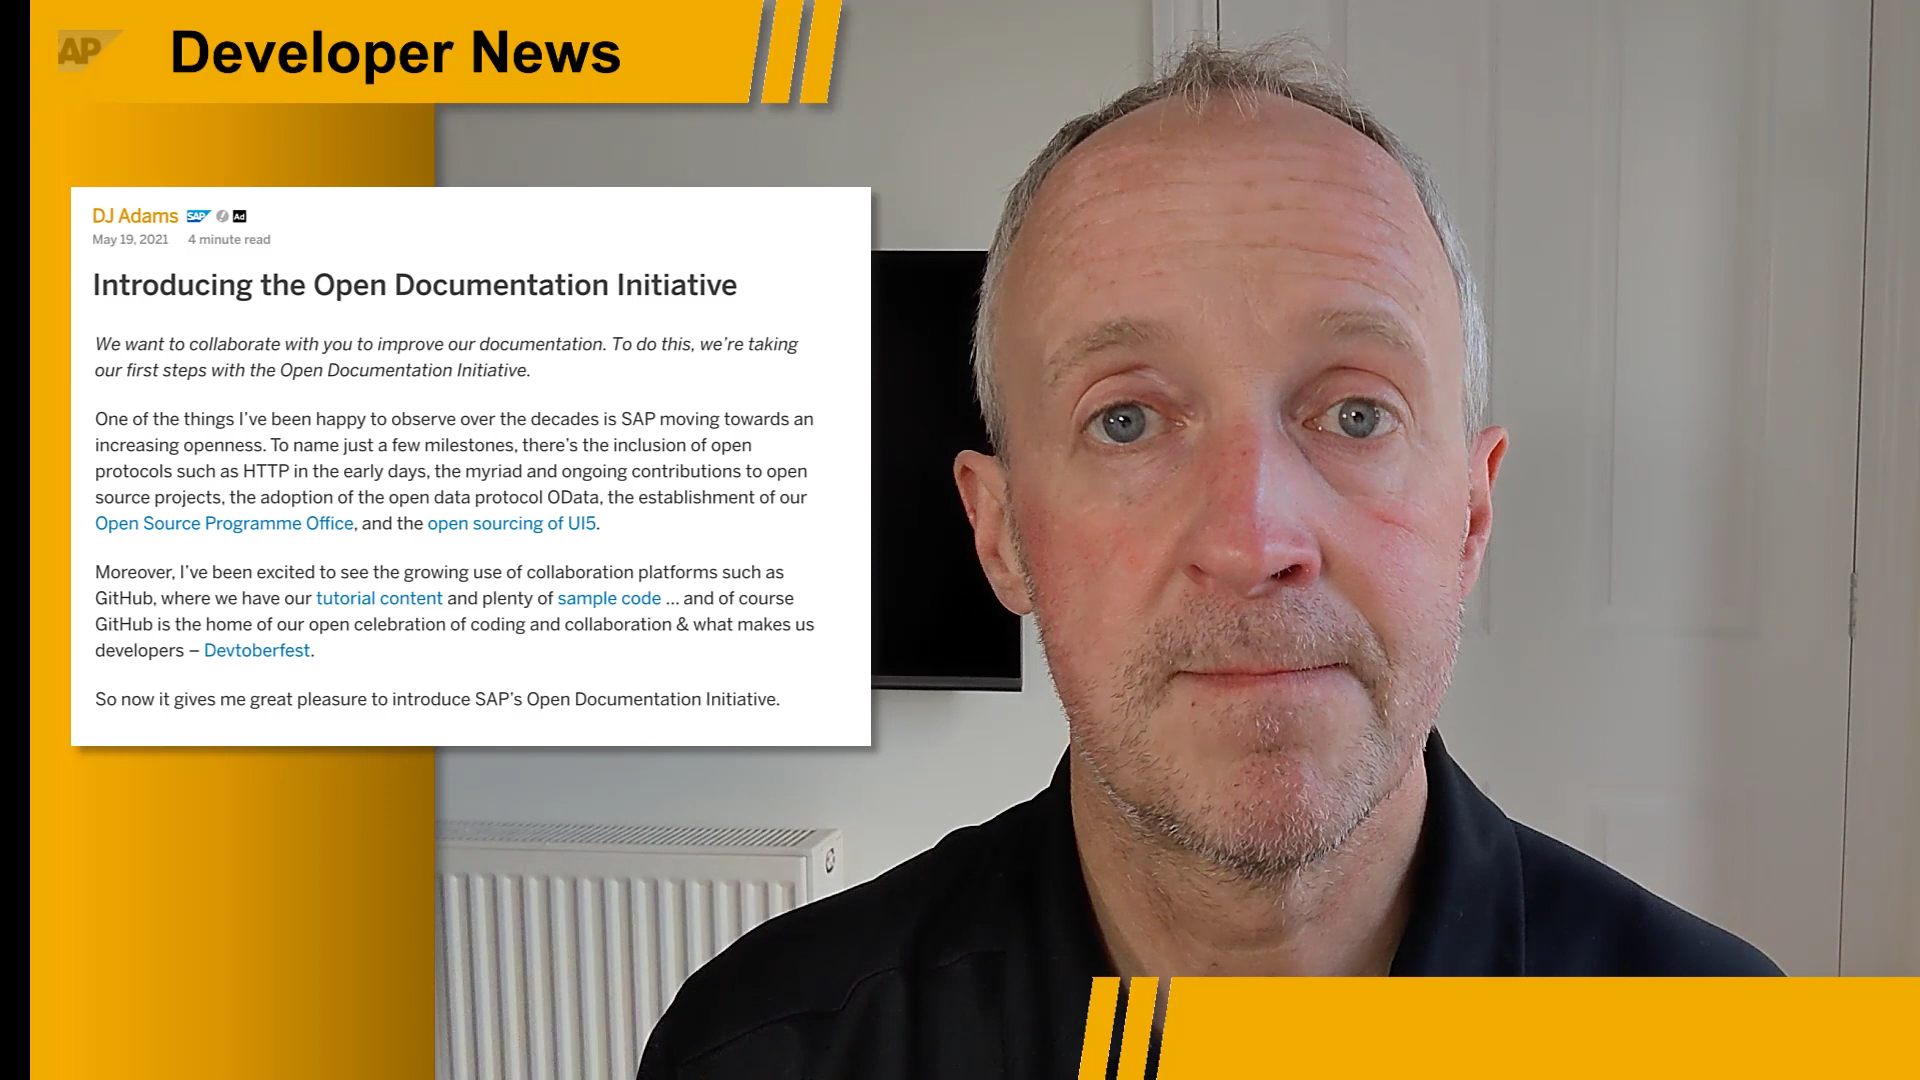 AP
Developer News
DJ Adams SAP Ad
May 19, 2021 4 minute read
Introducing the Open Documentation Initiative
We want to collaborate with you to improve our documentation. To do this, we're taking
our first steps with the Open Documentation Initiative.
One of the things I've been happy to observe over the decades is SAP moving towards an
increasing openness. To name just a few milestones, there's the inclusion of open
protocols such as HTTP in the early days, the myriad and ongoing contributions to open
source projects, the adoption of the open data protocol OData, the establishment of our
Open Source Programme Office, and the open sourcing of UI5.
Moreover, I've been excited to see the growing use of collaboration platforms such as
GitHub, where we have our tutorial content and plenty of sample code ... and of course
GitHub is the home of our open celebration of coding and collaboration & what makes us
developers – Devtoberfest.
So now it gives me great pleasure to introduce SAP's Open Documentation Initiative.